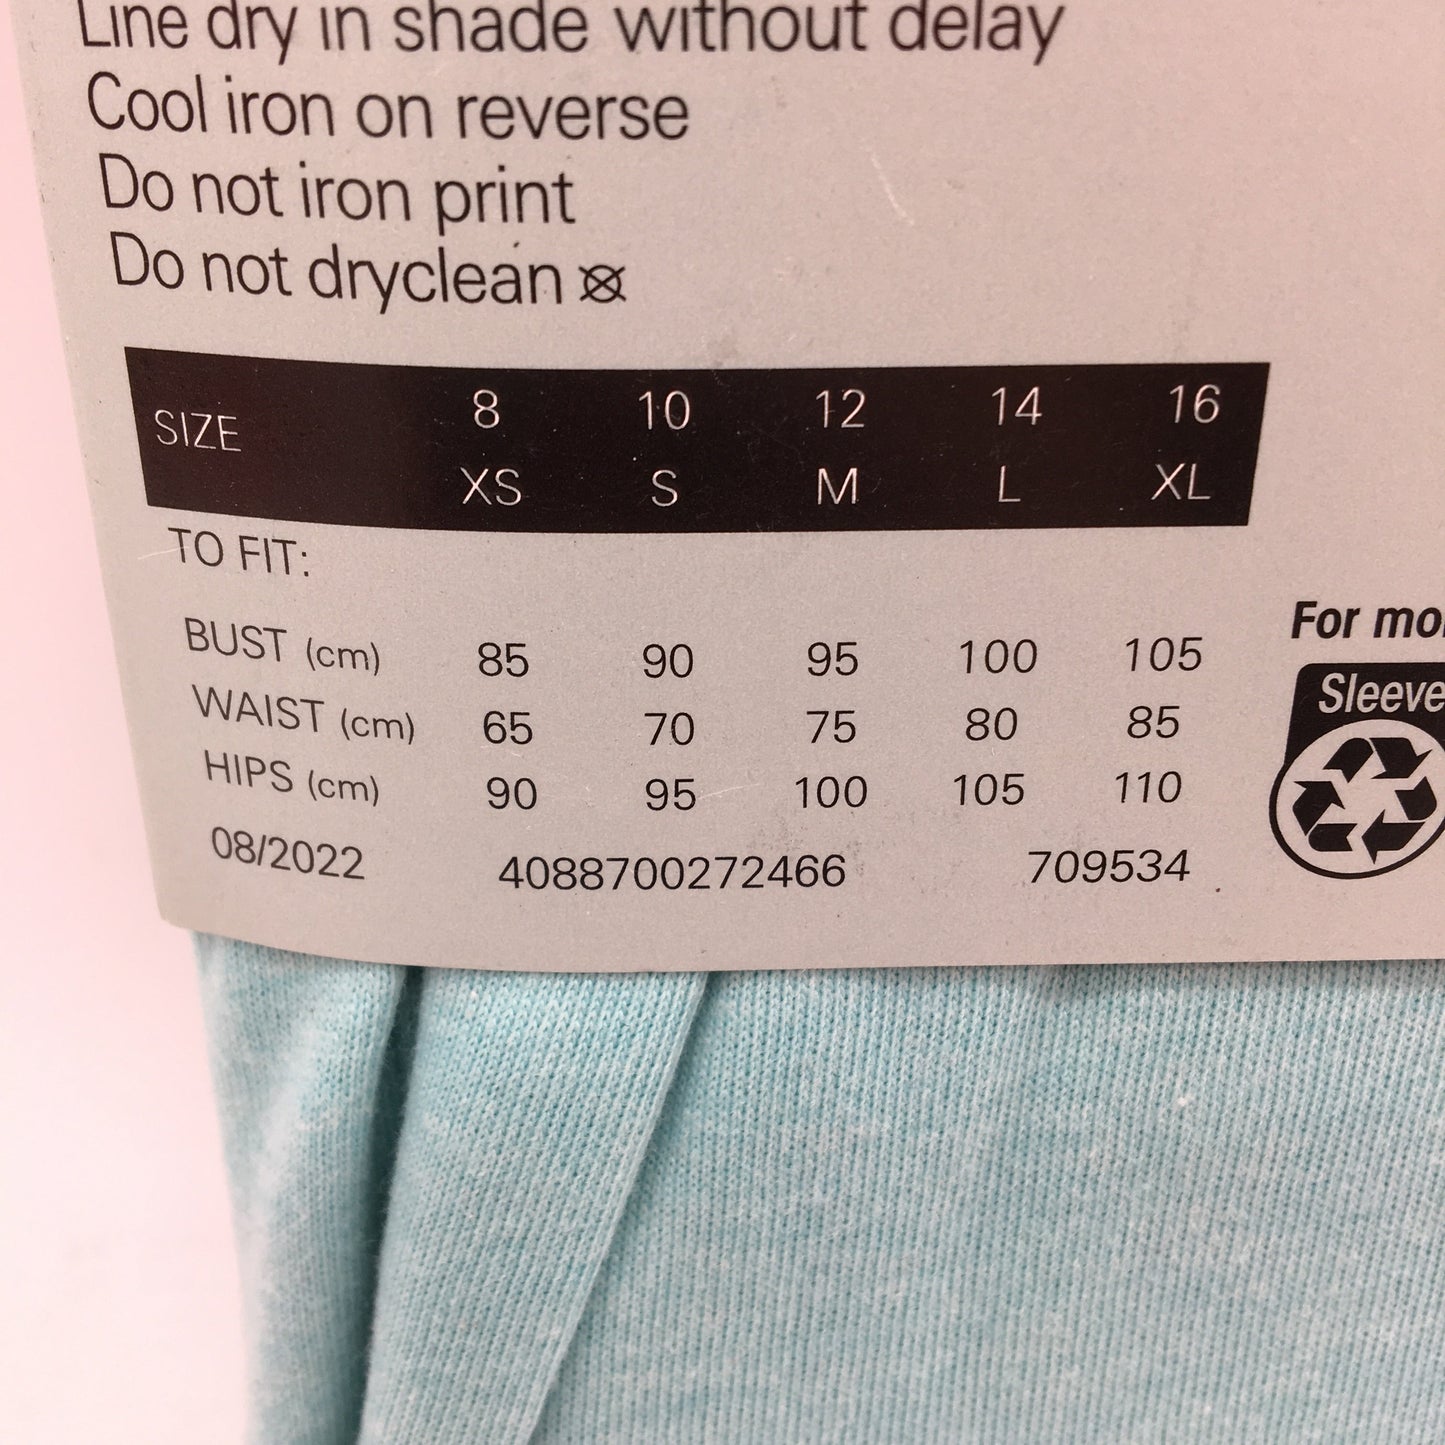 Line dry in shade without delay
Cool iron on reverse
Do not iron print
Do not dryclean
SIZE 8 10 12 14 16
XS S M L XL
TO FIT:
BUST (cm) 85 90 95 100 105
WAIST (cm) 65 70 75 80 85
HIPS (cm) 90 95 100 105 110
08/2022 4088700272466 709534
For
Sleeve